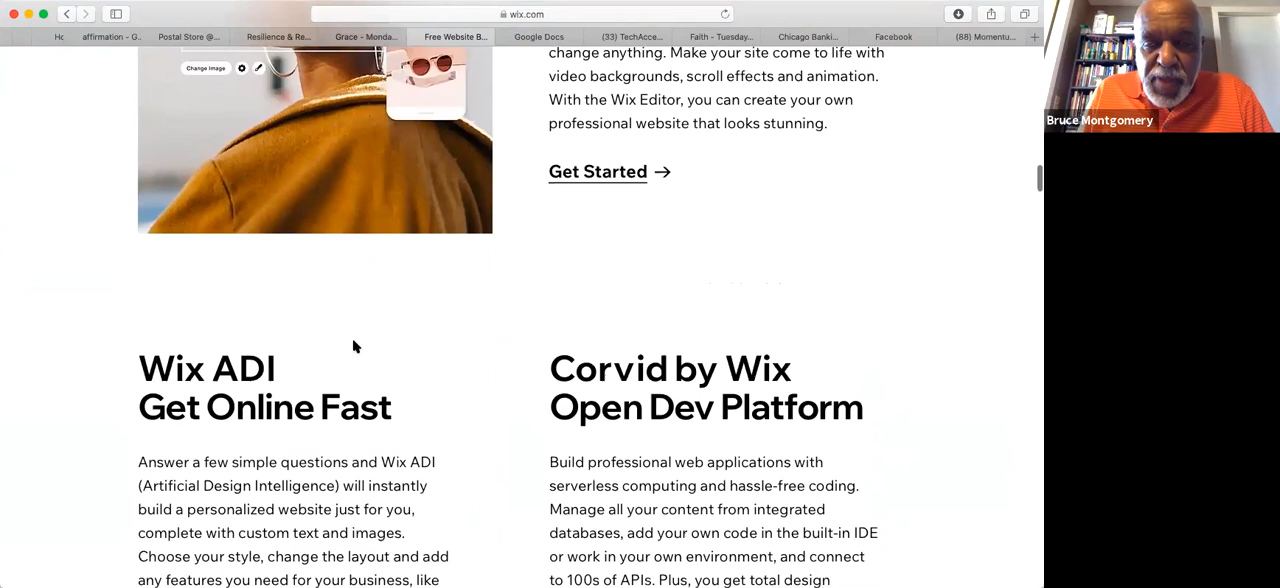 wix.com
Hc
affirmation - G..
Postal Store @...
Resilience & Re...
Grace - Monda...
Free Website B...
Google Docs
(33) TechAcce...
Faith - Tuesday...
Chicago Banki...
Facebook
(88) Momentu...
Bruce Montgomery
Change Image
change anything. Make your site come to life with
video backgrounds, scroll effects and animation.
With the Wix Editor, you can create your own
professional website that looks stunning.
Get Started →
Wix ADI
Get Online Fast
Answer a few simple questions and Wix ADI
(Artificial Design Intelligence) will instantly
build a personalized website just for you,
complete with custom text and images.
Choose your style, change the layout and add
any features you need for your business, like
Corvid by Wix
Open Dev Platform
Build professional web applications with
serverless computing and hassle-free coding.
Manage all your content from integrated
databases, add your own code in the built-in IDE
or work in your own environment, and connect
to 100s of APIs. Plus, you get total design